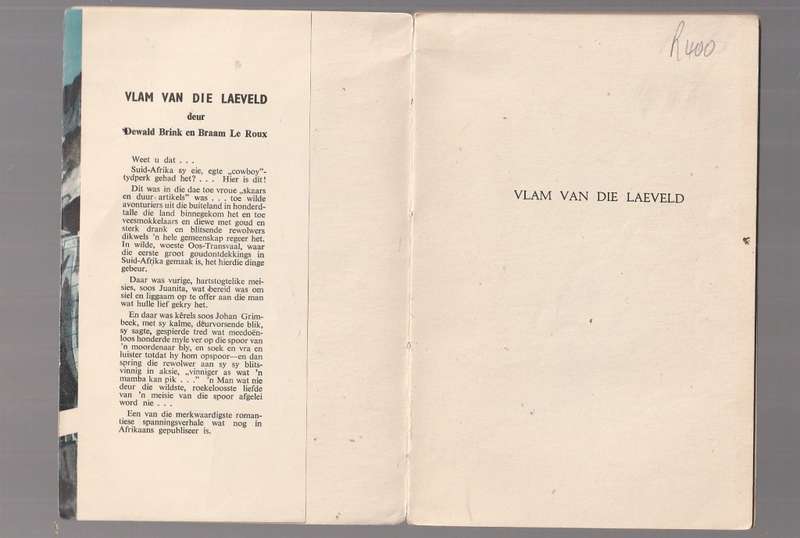 VLAM VAN DIE LAEVELD
deur
Dewald Brink en Braam Le Roux
Weet u dat . . .
Suid-Afrika sy eie, egte „cowboy”-
tydperk gehad het? . . . Hier is dit!
Dit was in die dae toe vroue „skaars
en duur artikels” was . . . toe wilde
avonturiers uit die buiteland in honderd-
talle die land binnegekom het en toe
veesmokkelaars en diewe met goud en
sterk drank en blitsende rewolwers
dikwels 'n hele gemeenskap regeer het.
In wilde, woeste Oos-Transvaal, waar
die eerste groot goudontdekkings in
Suid-Afrika gemaak is, het hierdie dinge
gebeur.
Daar was vurige, hartstogtelike mei-
sies, soos Juanita, wat bereid was om
siel en liggaam op te offer aan die man
wat hulle lief gekry het.
En daar was kêrels soos Johan Grim-
beek, met sy kalme, deurvorsende blik,
sy sagte, gespierde tred wat meedoën-
loos honderde myle ver op die spoor van
'n moordenaar bly, en soek en vra en
luister totdat hy hom opspoor—en dan
spring die rewolwer aan sy sy blits-
vinnig in aksie, „vinniger as wat 'n
mamba kan pik . . .” 'n Man wat nie
deur die wildste, roekeloosste liefde
van 'n meisie van die spoor afgelei
word nie . . .
Een van die merkwaardigste roman-
tiese spanningsverhale wat nog in
Afrikaans gepubliseer is.
R400
VLAM VAN DIE LAEVELD